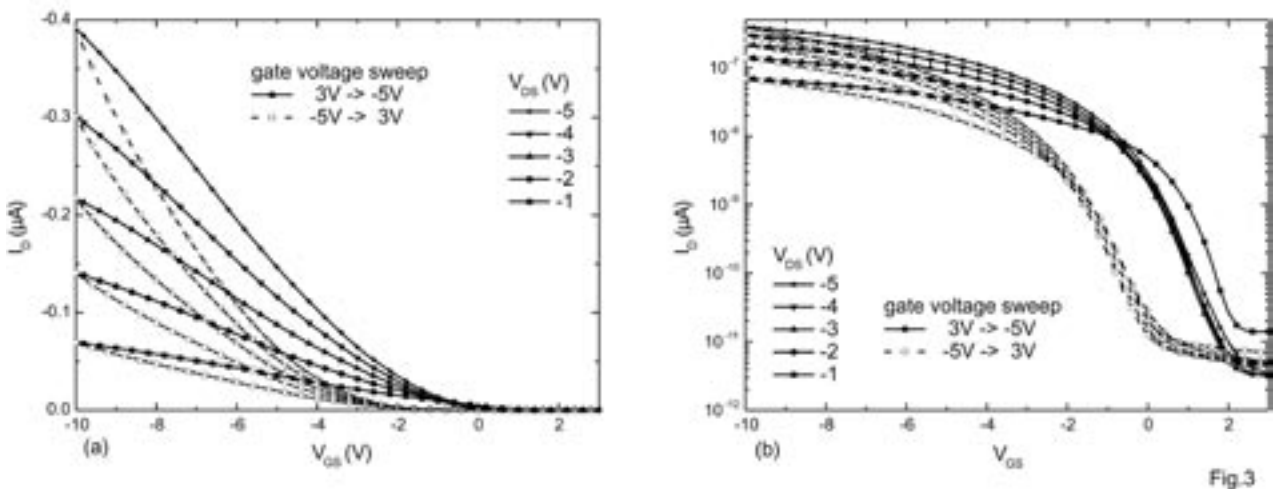 -0.4
-0.3
-0.2
-0.1
0.0
I_D (μA)
gate voltage sweep
3V -> -5V
-5V -> 3V
V_DS (V)
-5
-4
-3
-2
-1
-10
-8
-6
-4
-2
0
2
(a)
V_GS (V)
10^-7
10^-8
10^-9
10^-10
10^-11
10^-12
I_D (μA)
V_DS (V)
-5
-4
-3
-2
-1
gate voltage sweep
3V -> -5V
-5V -> 3V
-10
-8
-6
-4
-2
0
2
(b)
V_GS
Fig.3